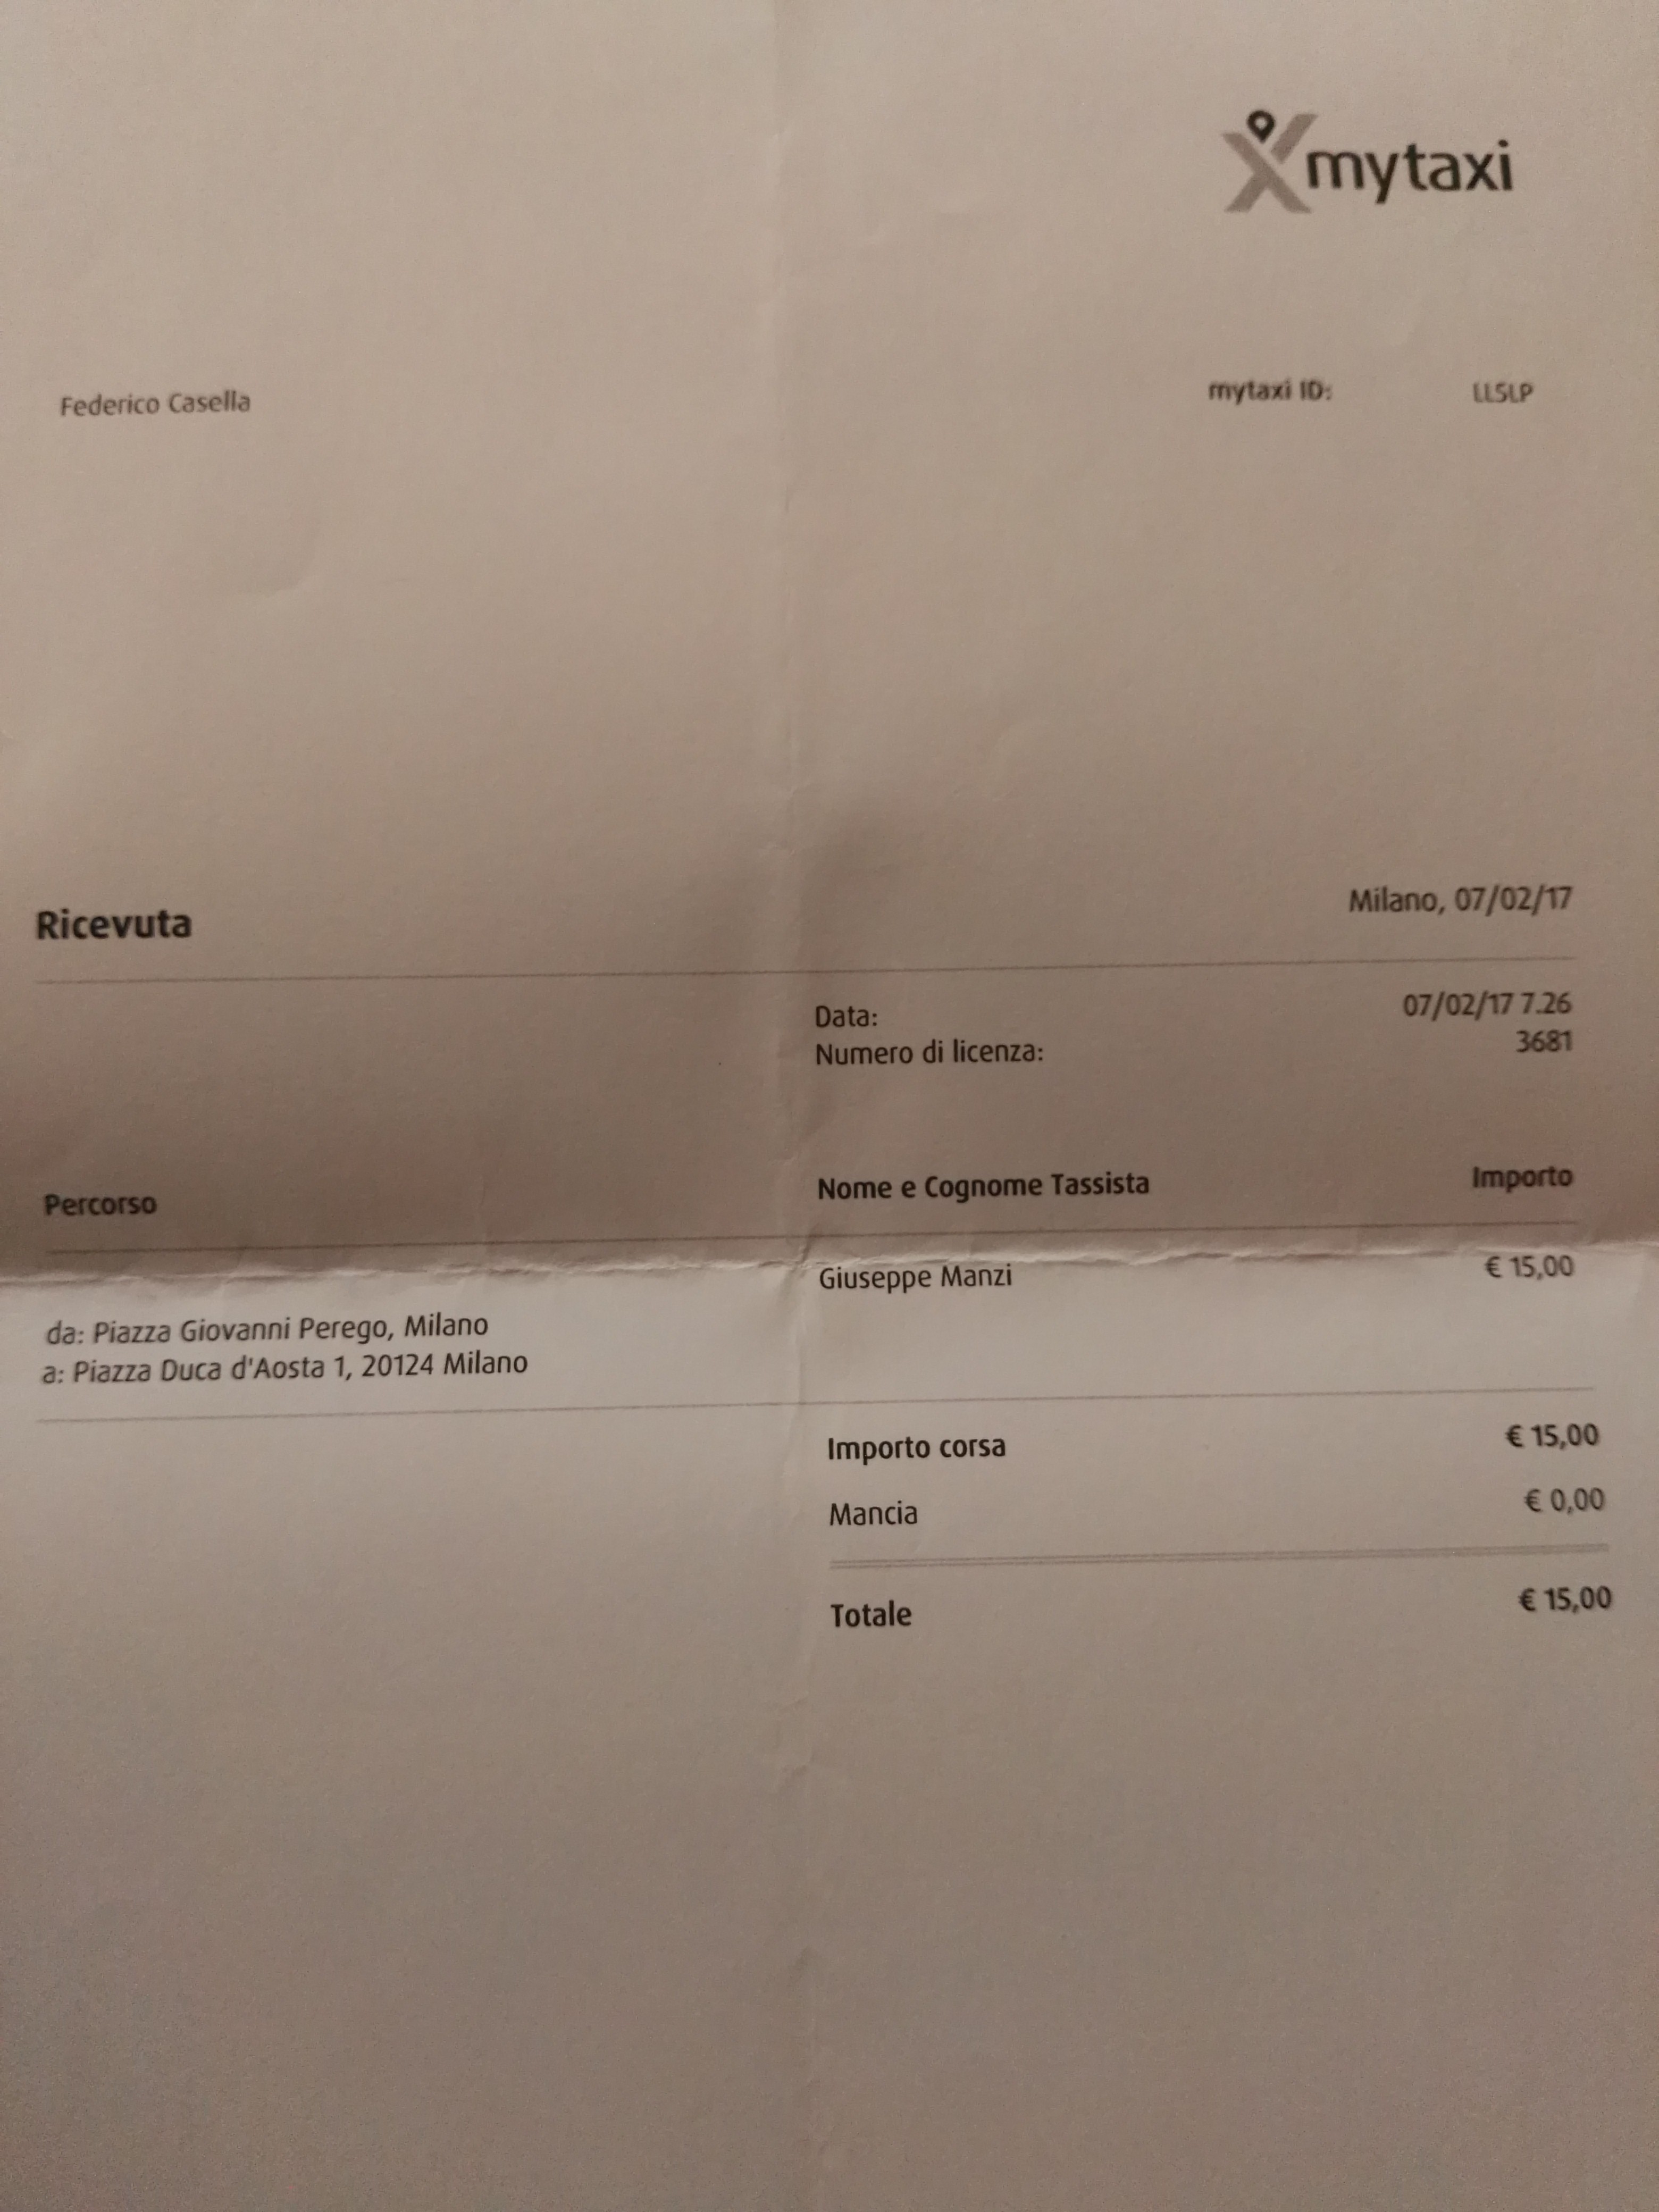 mytaxi
Federico Casella
mytaxi ID: LL5LP
Ricevuta
Milano, 07/02/17
Data: 07/02/17 7.26
Numero di licenza: 3681
Percorso Nome e Cognome Tassista Importo
Giuseppe Manzi € 15,00
da: Piazza Giovanni Perego, Milano
a: Piazza Duca d'Aosta 1, 20124 Milano
Importo corsa € 15,00
Mancia € 0,00
Totale € 15,00